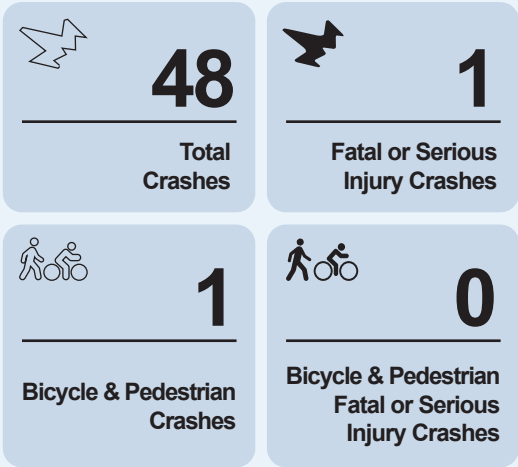 48
Total
Crashes
1
Fatal or Serious
Injury Crashes
1
Bicycle & Pedestrian
Crashes
0
Bicycle & Pedestrian
Fatal or Serious
Injury Crashes